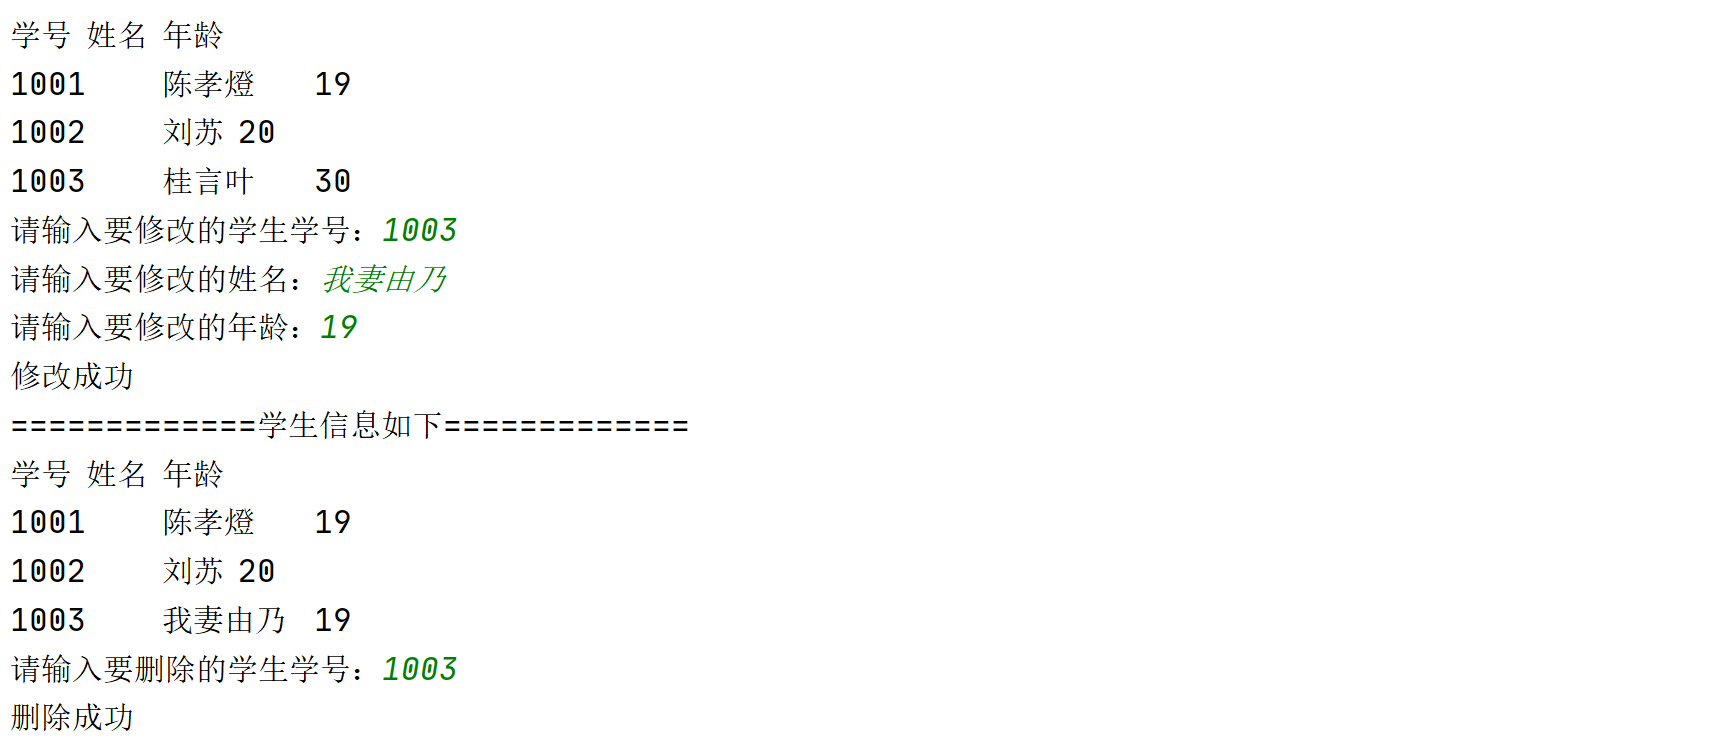 学号 姓名 年龄
1001    陈孝燈   19
1002    刘苏 20
1003    桂言叶   30
请输入要修改的学生学号：1003
请输入要修改的姓名：我妻由乃
请输入要修改的年龄：19
修改成功
=============学生信息如下=============
学号 姓名 年龄
1001    陈孝燈   19
1002    刘苏 20
1003    我妻由乃  19
请输入要删除的学生学号：1003
删除成功